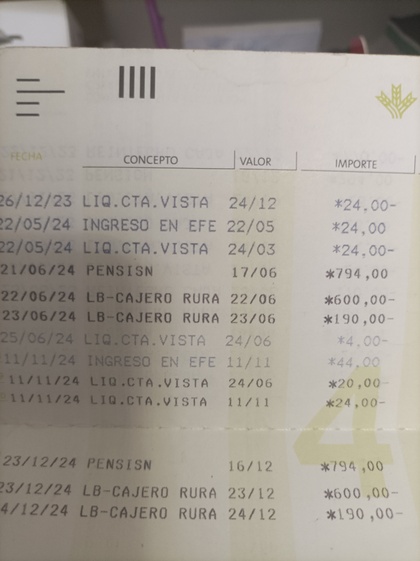 FECHA CONCEPTO VALOR IMPORTE
26/12/23 LIQ.CTA.VISTA 24/12 *24,00-
22/05/24 INGRESO EN EFE 22/05 *24,00
22/05/24 LIQ.CTA.VISTA 24/03 *24,00-
21/06/24 PENSISN 17/06 *794,00
22/06/24 LB-CAJERO RURA 22/06 *600,00-
23/06/24 LB-CAJERO RURA 23/06 *190,00-
25/06/24 LIQ.CTA.VISTA 24/06 *4,00-
11/11/24 INGRESO EN EFE 11/11 *44,00
11/11/24 LIQ.CTA.VISTA 24/06 *20,00-
11/11/24 LIQ.CTA.VISTA 11/11 *24,00-
23/12/24 PENSISN 16/12 *794,00
23/12/24 LB-CAJERO RURA 23/12 *600,00-
4/12/24 LB-CAJERO RURA 24/12 *190,00-
4